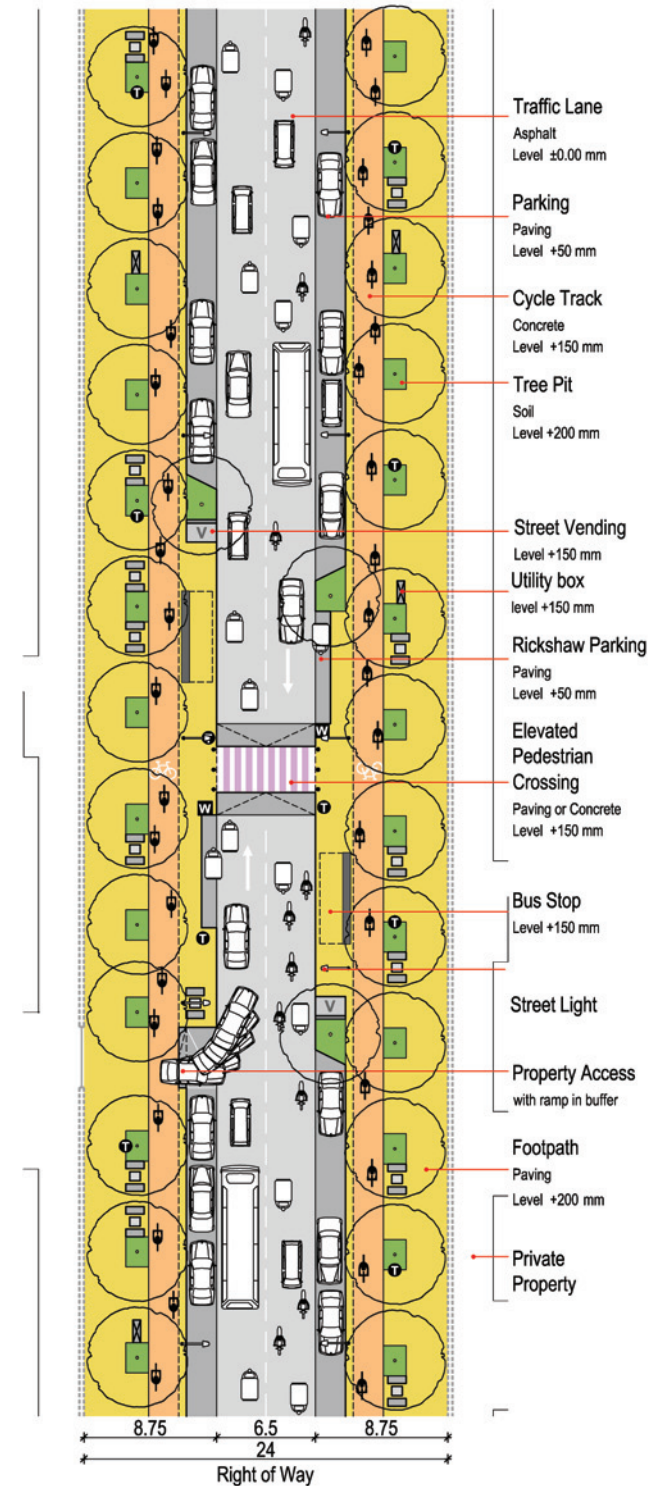 Traffic Lane
Asphalt
Level ±0.00 mm
Parking
Paving
Level +50 mm
Cycle Track
Concrete
Level +150 mm
Tree Pit
Soil
Level +200 mm
Street Vending
Level +150 mm
Utility box
level +150 mm
Rickshaw Parking
Paving
Level +50 mm
Elevated
Pedestrian
Crossing
Paving or Concrete
Level +150 mm
Bus Stop
Level +150 mm
Street Light
Property Access
with ramp in buffer
Footpath
Paving
Level +200 mm
Private
Property
T
T
T
T
V
W
W
T
T
T
V
T
T
8.75 6.5 8.75
24
Right of Way